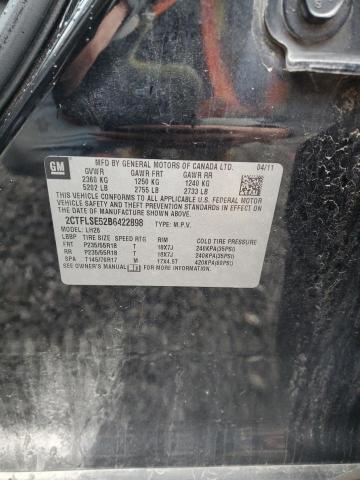 GM
MFD BY GENERAL MOTORS OF CANADA LTD. 04/11
GVWR GAWR FRT GAWR RR
2360 KG 1250 KG 1240 KG
5202 LB 2755 LB 2733 LB
THIS VEHICLE CONFORMS TO ALL APPLICABLE U.S. FEDERAL MOTOR
VEHICLE SAFETY, BUMPER, AND THEFT PREVENTION STANDARDS
IN EFFECT ON THE DATE OF MANUFACTURE SHOWN ABOVE.
2CTFLSE52B6422898 TYPE: M.P.V.
MODEL: LH26
LBBP TIRE SIZE SPEED RTG RIM COLD TIRE PRESSURE
FRT P235/55R18 T 18X7J 240KPA(35PSI)
RR P235/55R18 T 18X7J 240KPA(35PSI)
SPA T145/70R17 M 17X4.5T 420KPA(60PSI)
SEE OWNER'S MANUAL FOR ADDITIONAL INFORMATION.